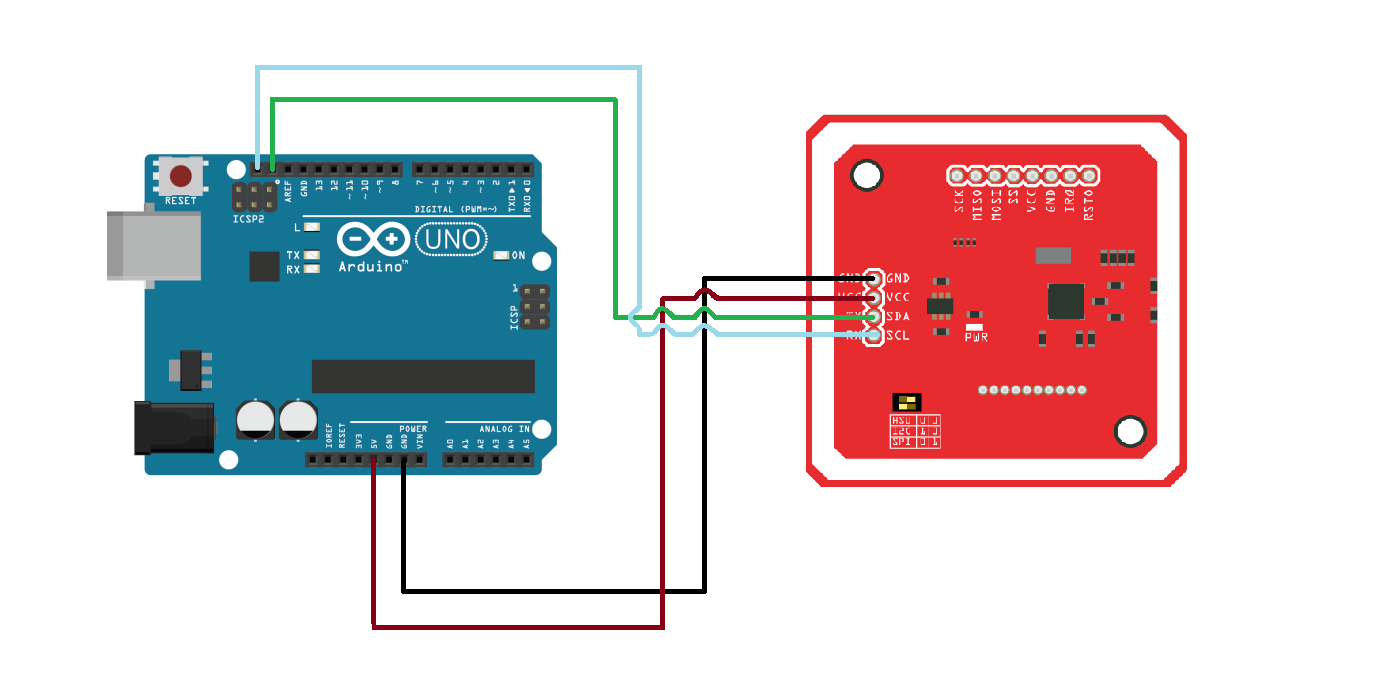 RESET
ICSP2
AREF
GND
13
12
~11
~10
~9
8
7
~6
~5
4
~3
2
TX0▶1
RX0◀0
DIGITAL (PWM=~)
L
TX
RX
UNO
Arduino™
ON
1
ICSP
POWER
ANALOG IN
IOREF
RESET
3V3
5V
GND
GND
VIN
A0
A1
A2
A3
A4
A5
SCK
MISO
MOSI
SS
VCC
GND
IRQ
RSTO
GND
VCC
TX SDA
RX SCL
PWR